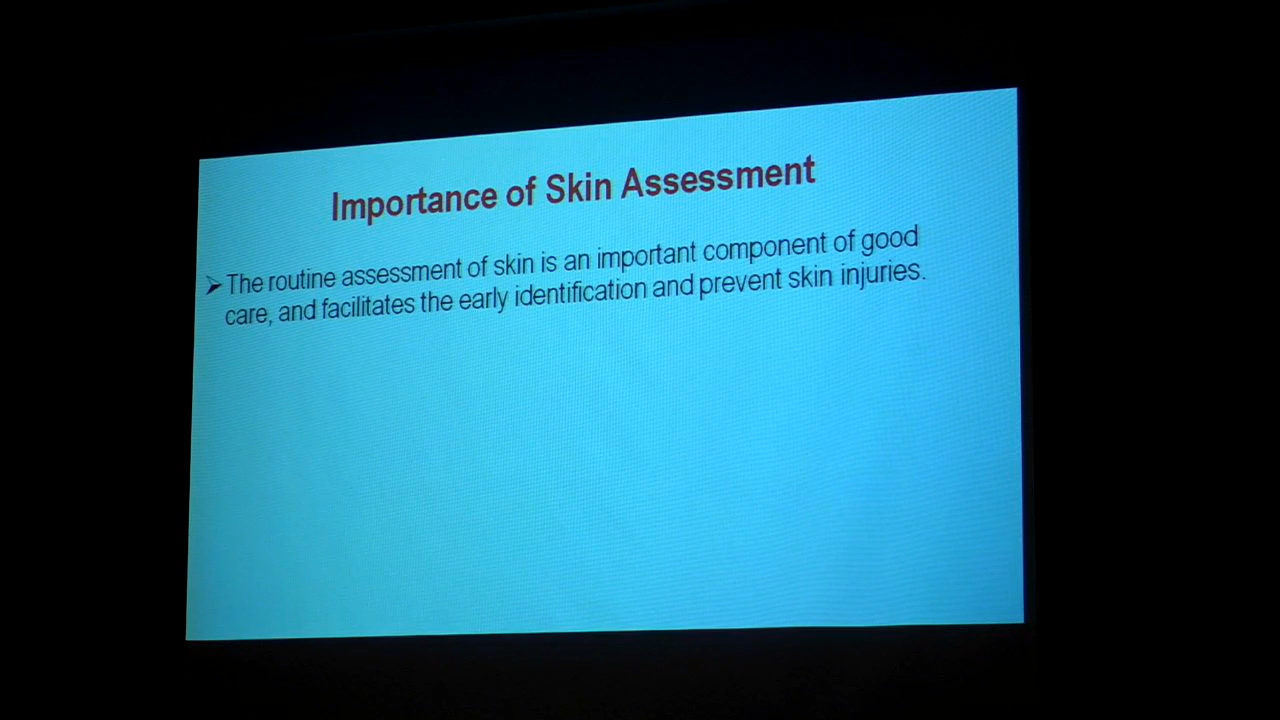 Importance of Skin Assessment
➢ The routine assessment of skin is an important component of good
care, and facilitates the early identification and prevent skin injuries.